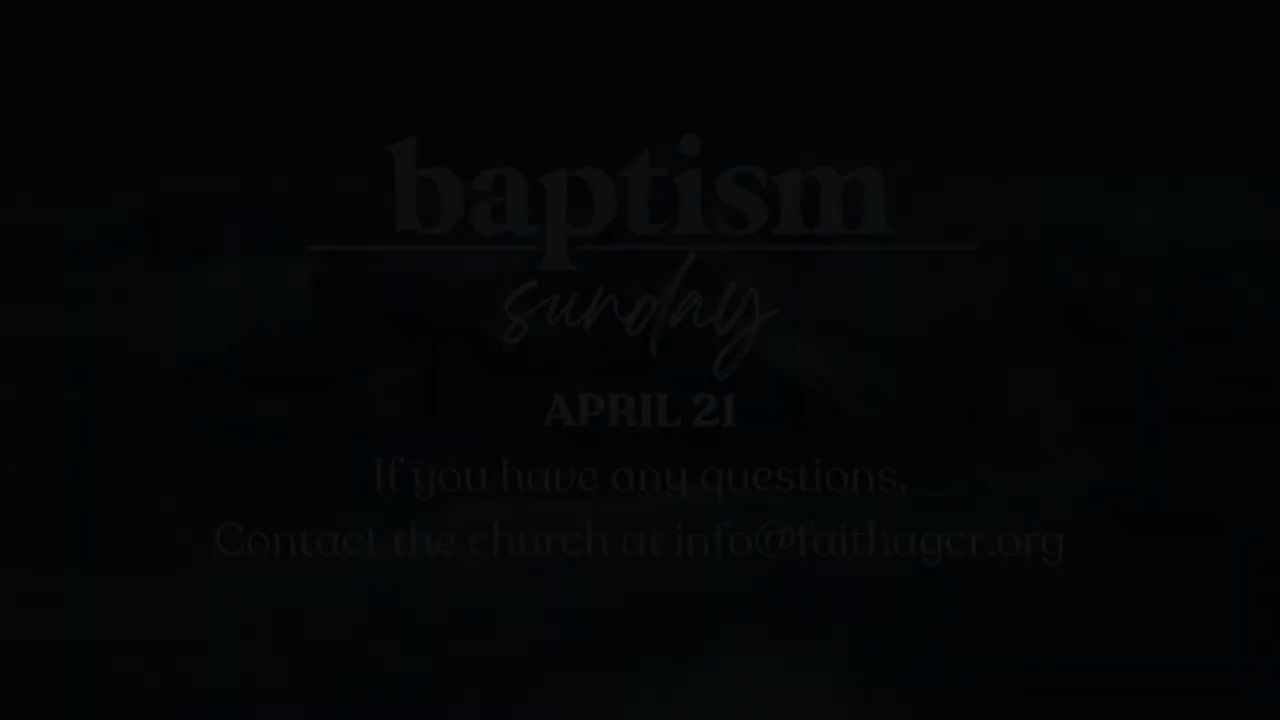 baptism
sunday
APRIL 21
If you have any questions,
Contact the church at info@faithagcr.org